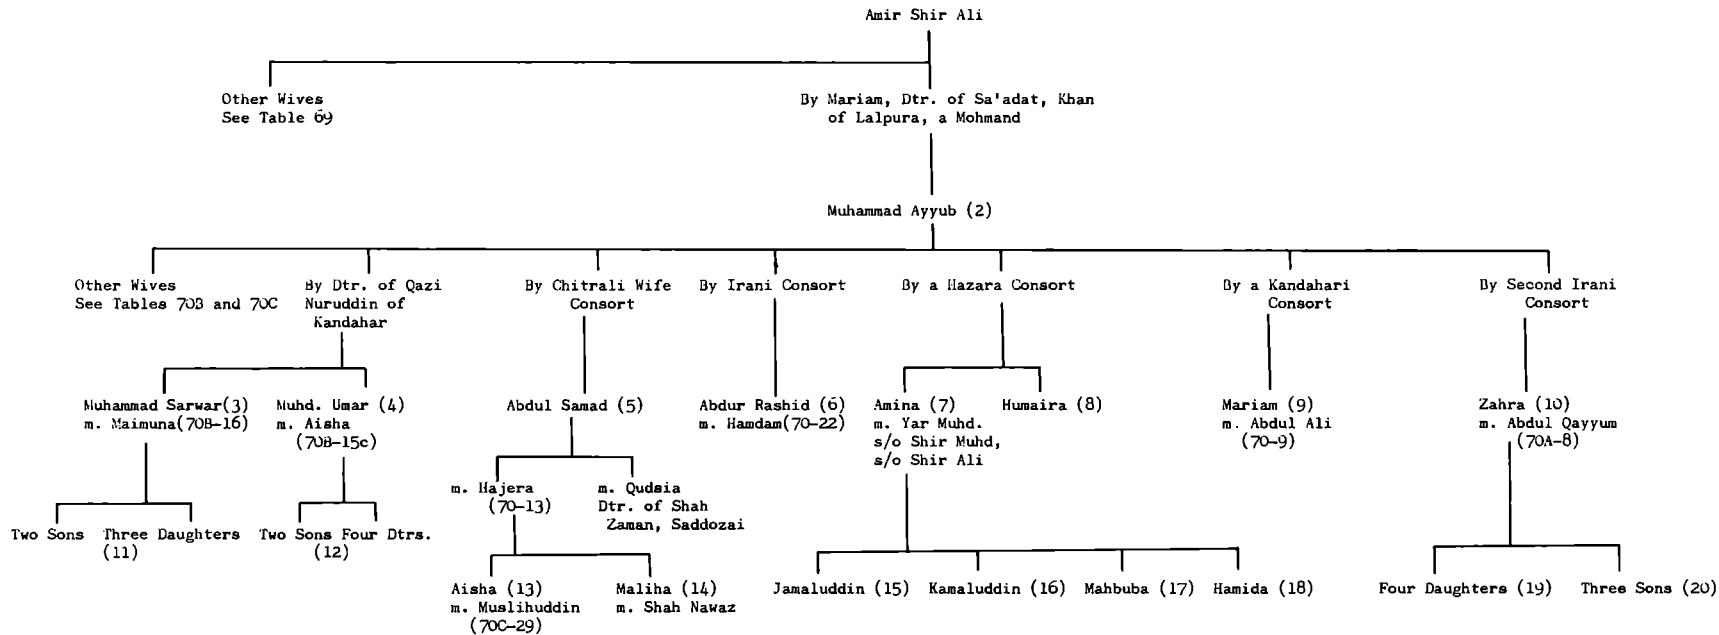 Amir Shir Ali
Other Wives
See Table 69
By Mariam, Dtr. of Sa'adat, Khan
of Lalpura, a Mohmand
Muhammad Ayyub (2)
Other Wives
See Tables 70B and 70C
By Dtr. of Qazi
Nuruddin of
Kandahar
By Chitrali Wife
Consort
By Irani Consort
By a Hazara Consort
By a Kandahari
Consort
By Second Irani
Consort
Muhammad Sarwar(3)
m. Maimuna(70B-16)
Muhd. Umar (4)
m. Aisha
(70B-15c)
Abdul Samad (5)
Abdur Rashid (6)
m. Hamdam(70-22)
Amina (7)
m. Yar Muhd.
s/o Shir Muhd,
s/o Shir Ali
Humaira (8)
Mariam (9)
m. Abdul Ali
(70-9)
Zahra (10)
m. Abdul Qayyum
(70A-8)
m. Hajera
(70-13)
m. Qudsia
Dtr. of Shah
Zaman, Saddozai
Two Sons Three Daughters
(11)
Two Sons Four Dtrs.
(12)
Aisha (13)
m. Muslihuddin
(70C-29)
Maliha (14)
m. Shah Nawaz
Jamaluddin (15)
Kamaluddin (16)
Mahbuba (17)
Hamida (18)
Four Daughters (19)
Three Sons (20)